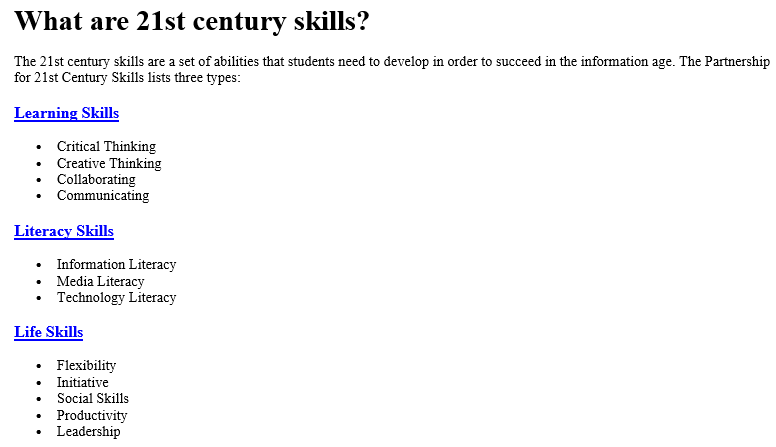 What are 21st century skills?
The 21st century skills are a set of abilities that students need to develop in order to succeed in the information age. The Partnership
for 21st Century Skills lists three types:
Learning Skills
• Critical Thinking
• Creative Thinking
• Collaborating
• Communicating
Literacy Skills
• Information Literacy
• Media Literacy
• Technology Literacy
Life Skills
• Flexibility
• Initiative
• Social Skills
• Productivity
• Leadership